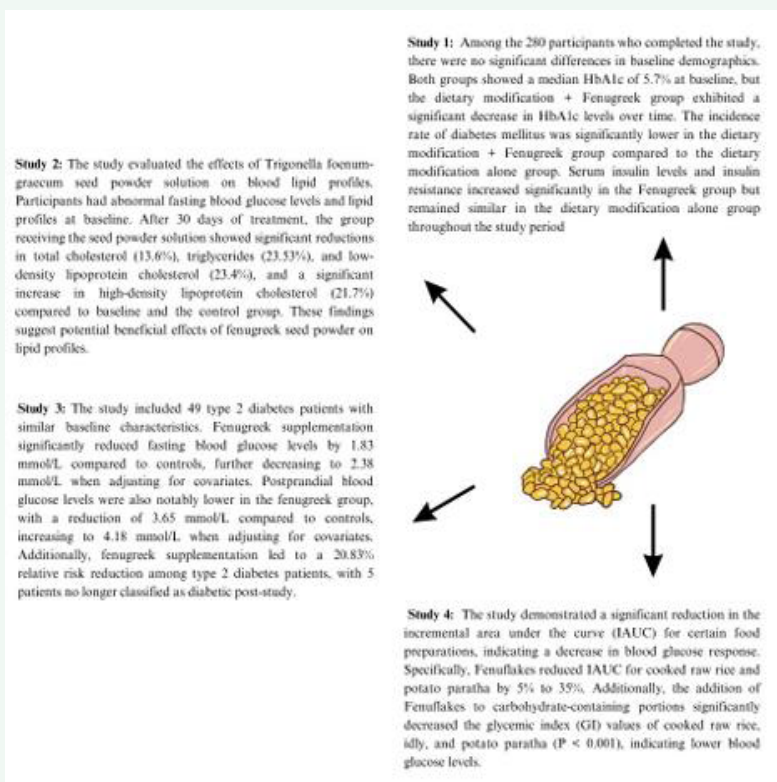 Study 1: Among the 280 participants who completed the study,
there were no significant differences in baseline demographics.
Both groups showed a median HbA1c of 5.7% at baseline, but
the dietary modification + Fenugreek group exhibited a
significant decrease in HbA1c levels over time. The incidence
rate of diabetes mellitus was significantly lower in the dietary
modification + Fenugreek group compared to the dietary
modification alone group. Serum insulin levels and insulin
resistance increased significantly in the Fenugreek group but
remained similar in the dietary modification alone group
throughout the study period
Study 2: The study evaluated the effects of Trigonella foenum-
graecum seed powder solution on blood lipid profiles.
Participants had abnormal fasting blood glucose levels and lipid
profiles at baseline. After 30 days of treatment, the group
receiving the seed powder solution showed significant reductions
in total cholesterol (13.6%), triglycerides (23.53%), and low-
density lipoprotein cholesterol (23.4%), and a significant
increase in high-density lipoprotein cholesterol (21.7%)
compared to baseline and the control group. These findings
suggest potential beneficial effects of fenugreek seed powder on
lipid profiles.
Study 3: The study included 49 type 2 diabetes patients with
similar baseline characteristics. Fenugreek supplementation
significantly reduced fasting blood glucose levels by 1.83
mmol/L compared to controls, further decreasing to 2.38
mmol/L when adjusting for covariates. Postprandial blood
glucose levels were also notably lower in the fenugreek group,
with a reduction of 3.65 mmol/L compared to controls,
increasing to 4.18 mmol/L when adjusting for covariates.
Additionally, fenugreek supplementation led to a 20.83%
relative risk reduction among type 2 diabetes patients, with 5
patients no longer classified as diabetic post-study.
Study 4: The study demonstrated a significant reduction in the
incremental area under the curve (IAUC) for certain food
preparations, indicating a decrease in blood glucose response.
Specifically, Fenuflakes reduced IAUC for cooked raw rice and
potato paratha by 5% to 35%. Additionally, the addition of
Fenuflakes to carbohydrate-containing portions significantly
decreased the glycemic index (GI) values of cooked raw rice,
idly, and potato paratha (P < 0.001), indicating lower blood
glucose levels.